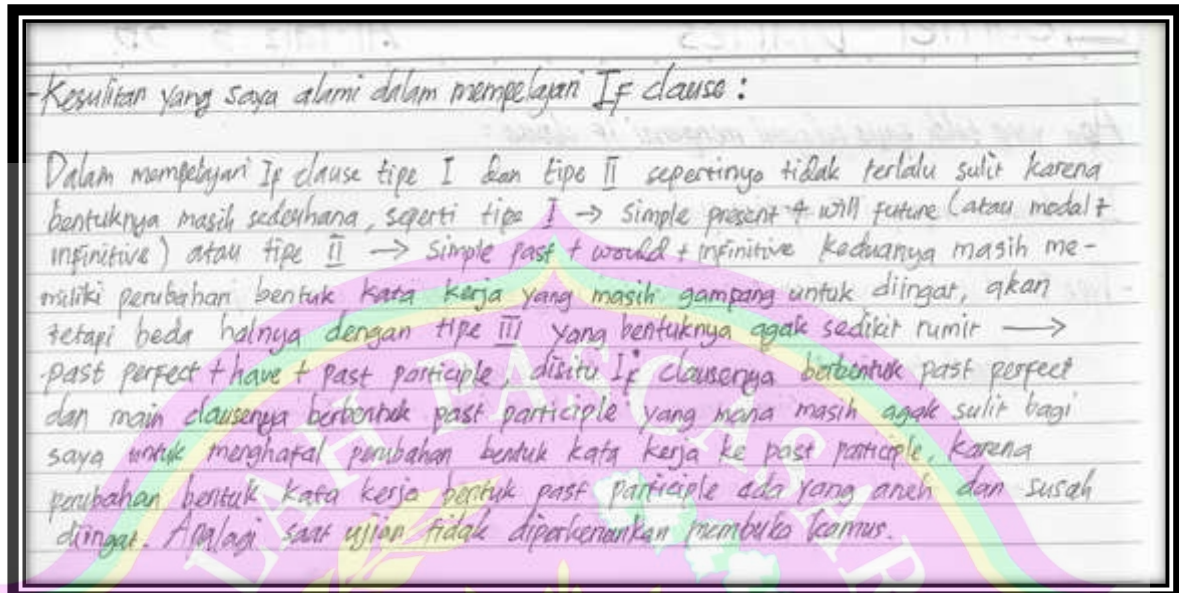 - Kesulitan yang saya alami dalam mempelajari If clause :
Dalam mempelajari If clause tipe I dan tipe II sepertinya tidak terlalu sulit karena
bentuknya masih sederhana, seperti tipe I → simple present + will future (atau modal +
infinitive) atau tipe II → simple past + would + infinitive keduanya masih me-
miliki perubahan bentuk kata kerja yang masih gampang untuk diingat, akan
tetapi beda halnya dengan tipe III yang bentuknya agak sedikit rumit →
past perfect + have + past participle, disitu If clausenya berbentuk past perfect
dan main clausenya berbentuk past participle yang mana masih agak sulit bagi
saya untuk menghafal perubahan bentuk kata kerja ke past participle, karena
perubahan bentuk kata kerja bentuk past participle ada yang aneh dan susah
diingat. Apalagi saat ujian tidak diperkenankan membuka kamus.